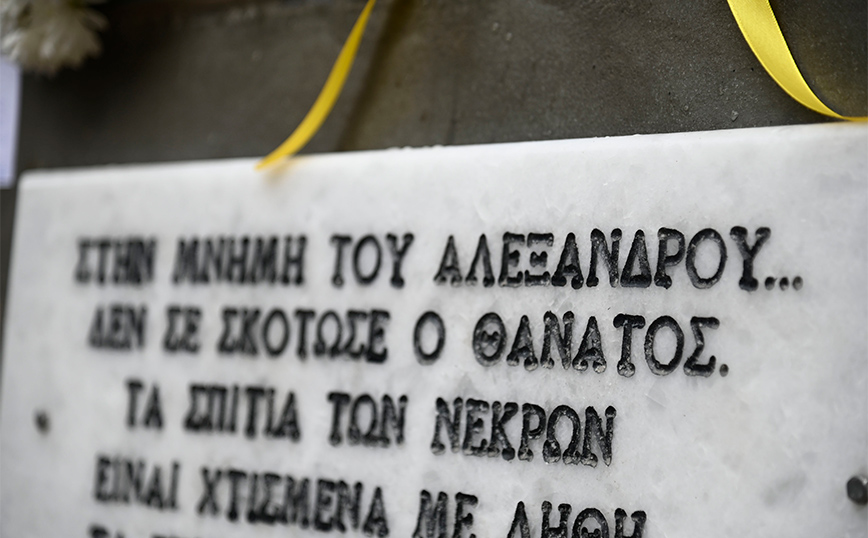 ΣΤΗΝ ΜΝΗΜΗ ΤΟΥ ΑΛΕΞΑΝΔΡΟΥ...
ΔΕΝ ΣΕ ΣΚΟΤΩΣΕ Ο ΘΑΝΑΤΟΣ.
ΤΑ ΣΠΙΤΙΑ ΤΩΝ ΝΕΚΡΩΝ
ΕΙΝΑΙ ΧΤΙΣΜΕΝΑ ΜΕ ΛΗΘΗ